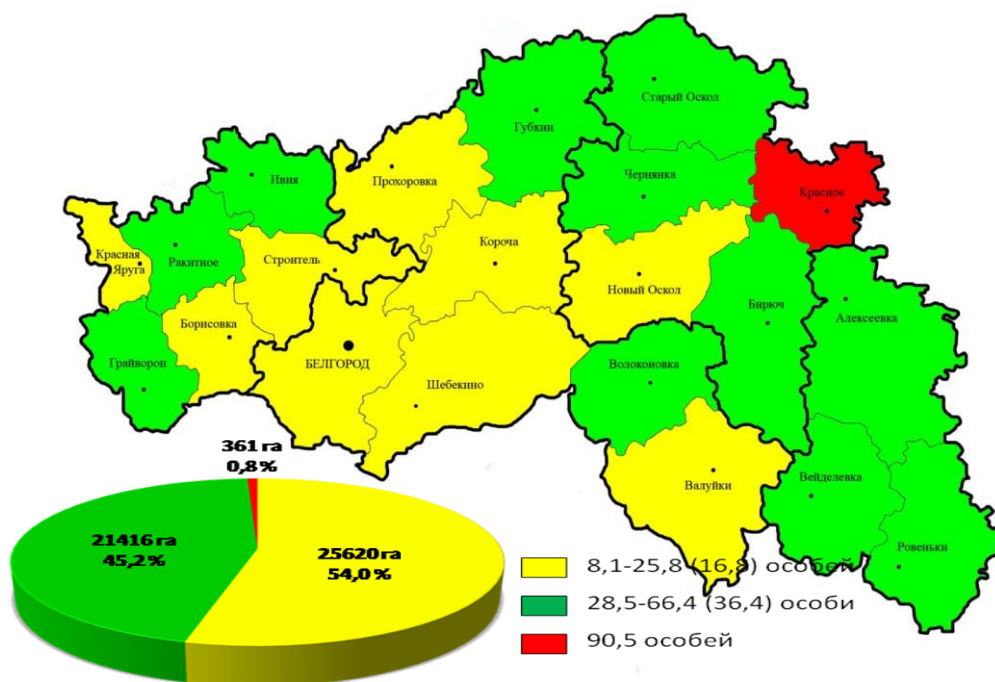 Старый Оскол
Губкин
Ивня
Прохоровка
Чернянка
Красное
Красная
Яруга
Ракитное
Строитель
Короча
Новый Оскол
Бирюч
Алексеевка
Борисовка
Грайворон
БЕЛГОРОД
Шебекино
Волоконовка
Валуйки
Вейделевка
Ровеньки
361 га
0,8%
21416 га
45,2%
25620 га
54,0%
8,1-25,8 (16,8) особей
28,5-66,4 (36,4) особи
90,5 особей